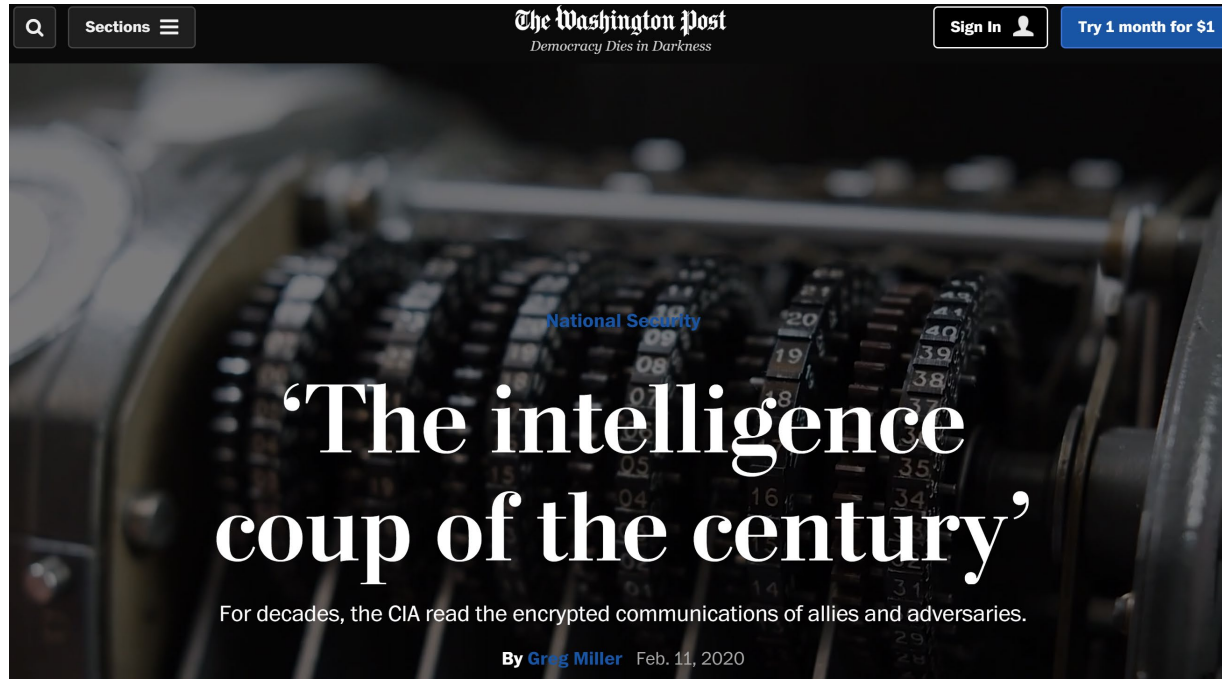 Sections
The Washington Post
Democracy Dies in Darkness
Sign In
Try 1 month for $1
National Security
‘The intelligence
coup of the century’
For decades, the CIA read the encrypted communications of allies and adversaries.
By Greg Miller Feb. 11, 2020